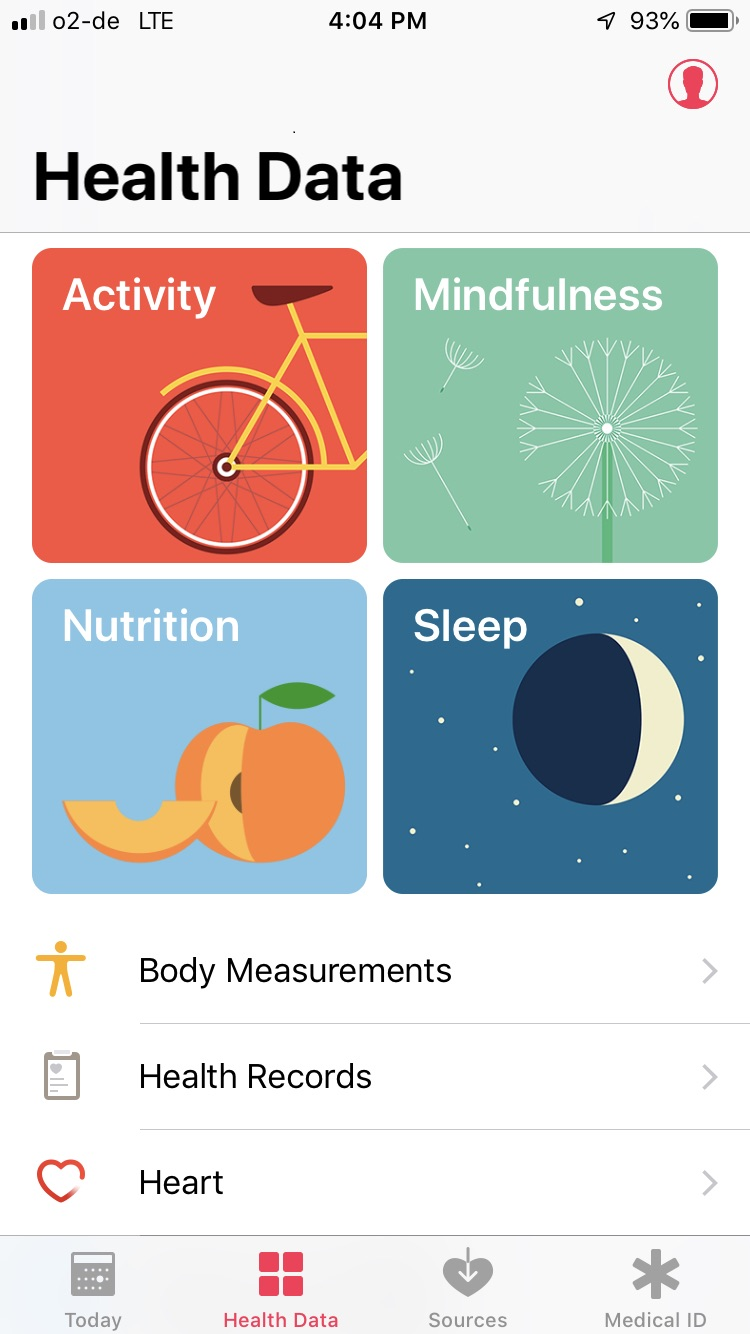 o2-de LTE 4:04 PM 93%
Health Data
Activity
Mindfulness
Nutrition
Sleep
Body Measurements
Health Records
Heart
Today
Health Data
Sources
Medical ID